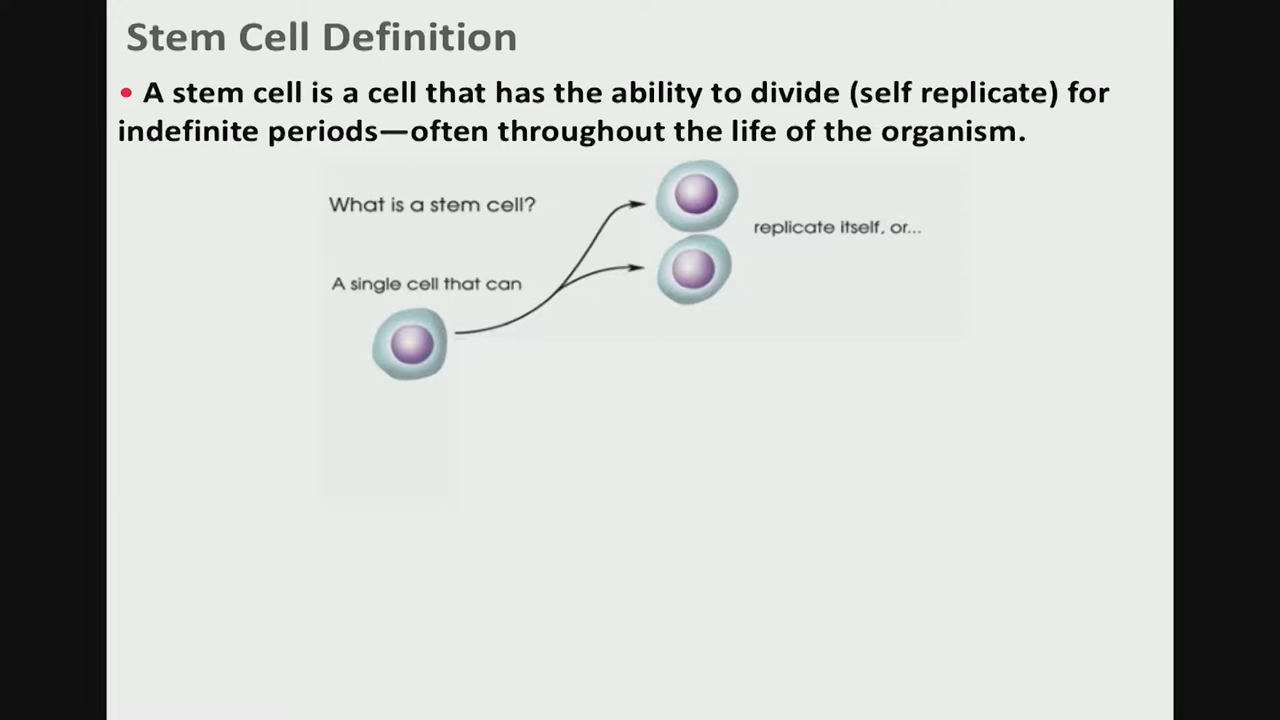 Stem Cell Definition
• A stem cell is a cell that has the ability to divide (self replicate) for
indefinite periods—often throughout the life of the organism.
What is a stem cell?
replicate itself, or...
A single cell that can